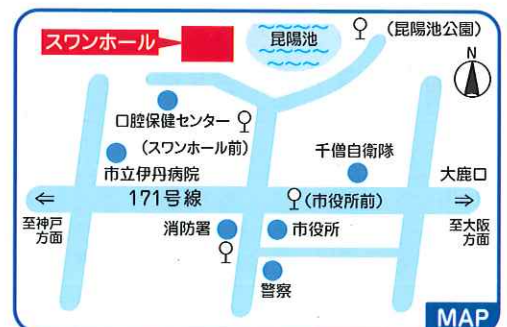 スワンホール
昆陽池
(昆陽池公園)
N
口腔保健センター
(スワンホール前)
市立伊丹病院
千僧自衛隊
大鹿口
←
171号線
(市役所前)
⇒
至神戸
方面
消防署
市役所
至大阪
方面
警察
MAP